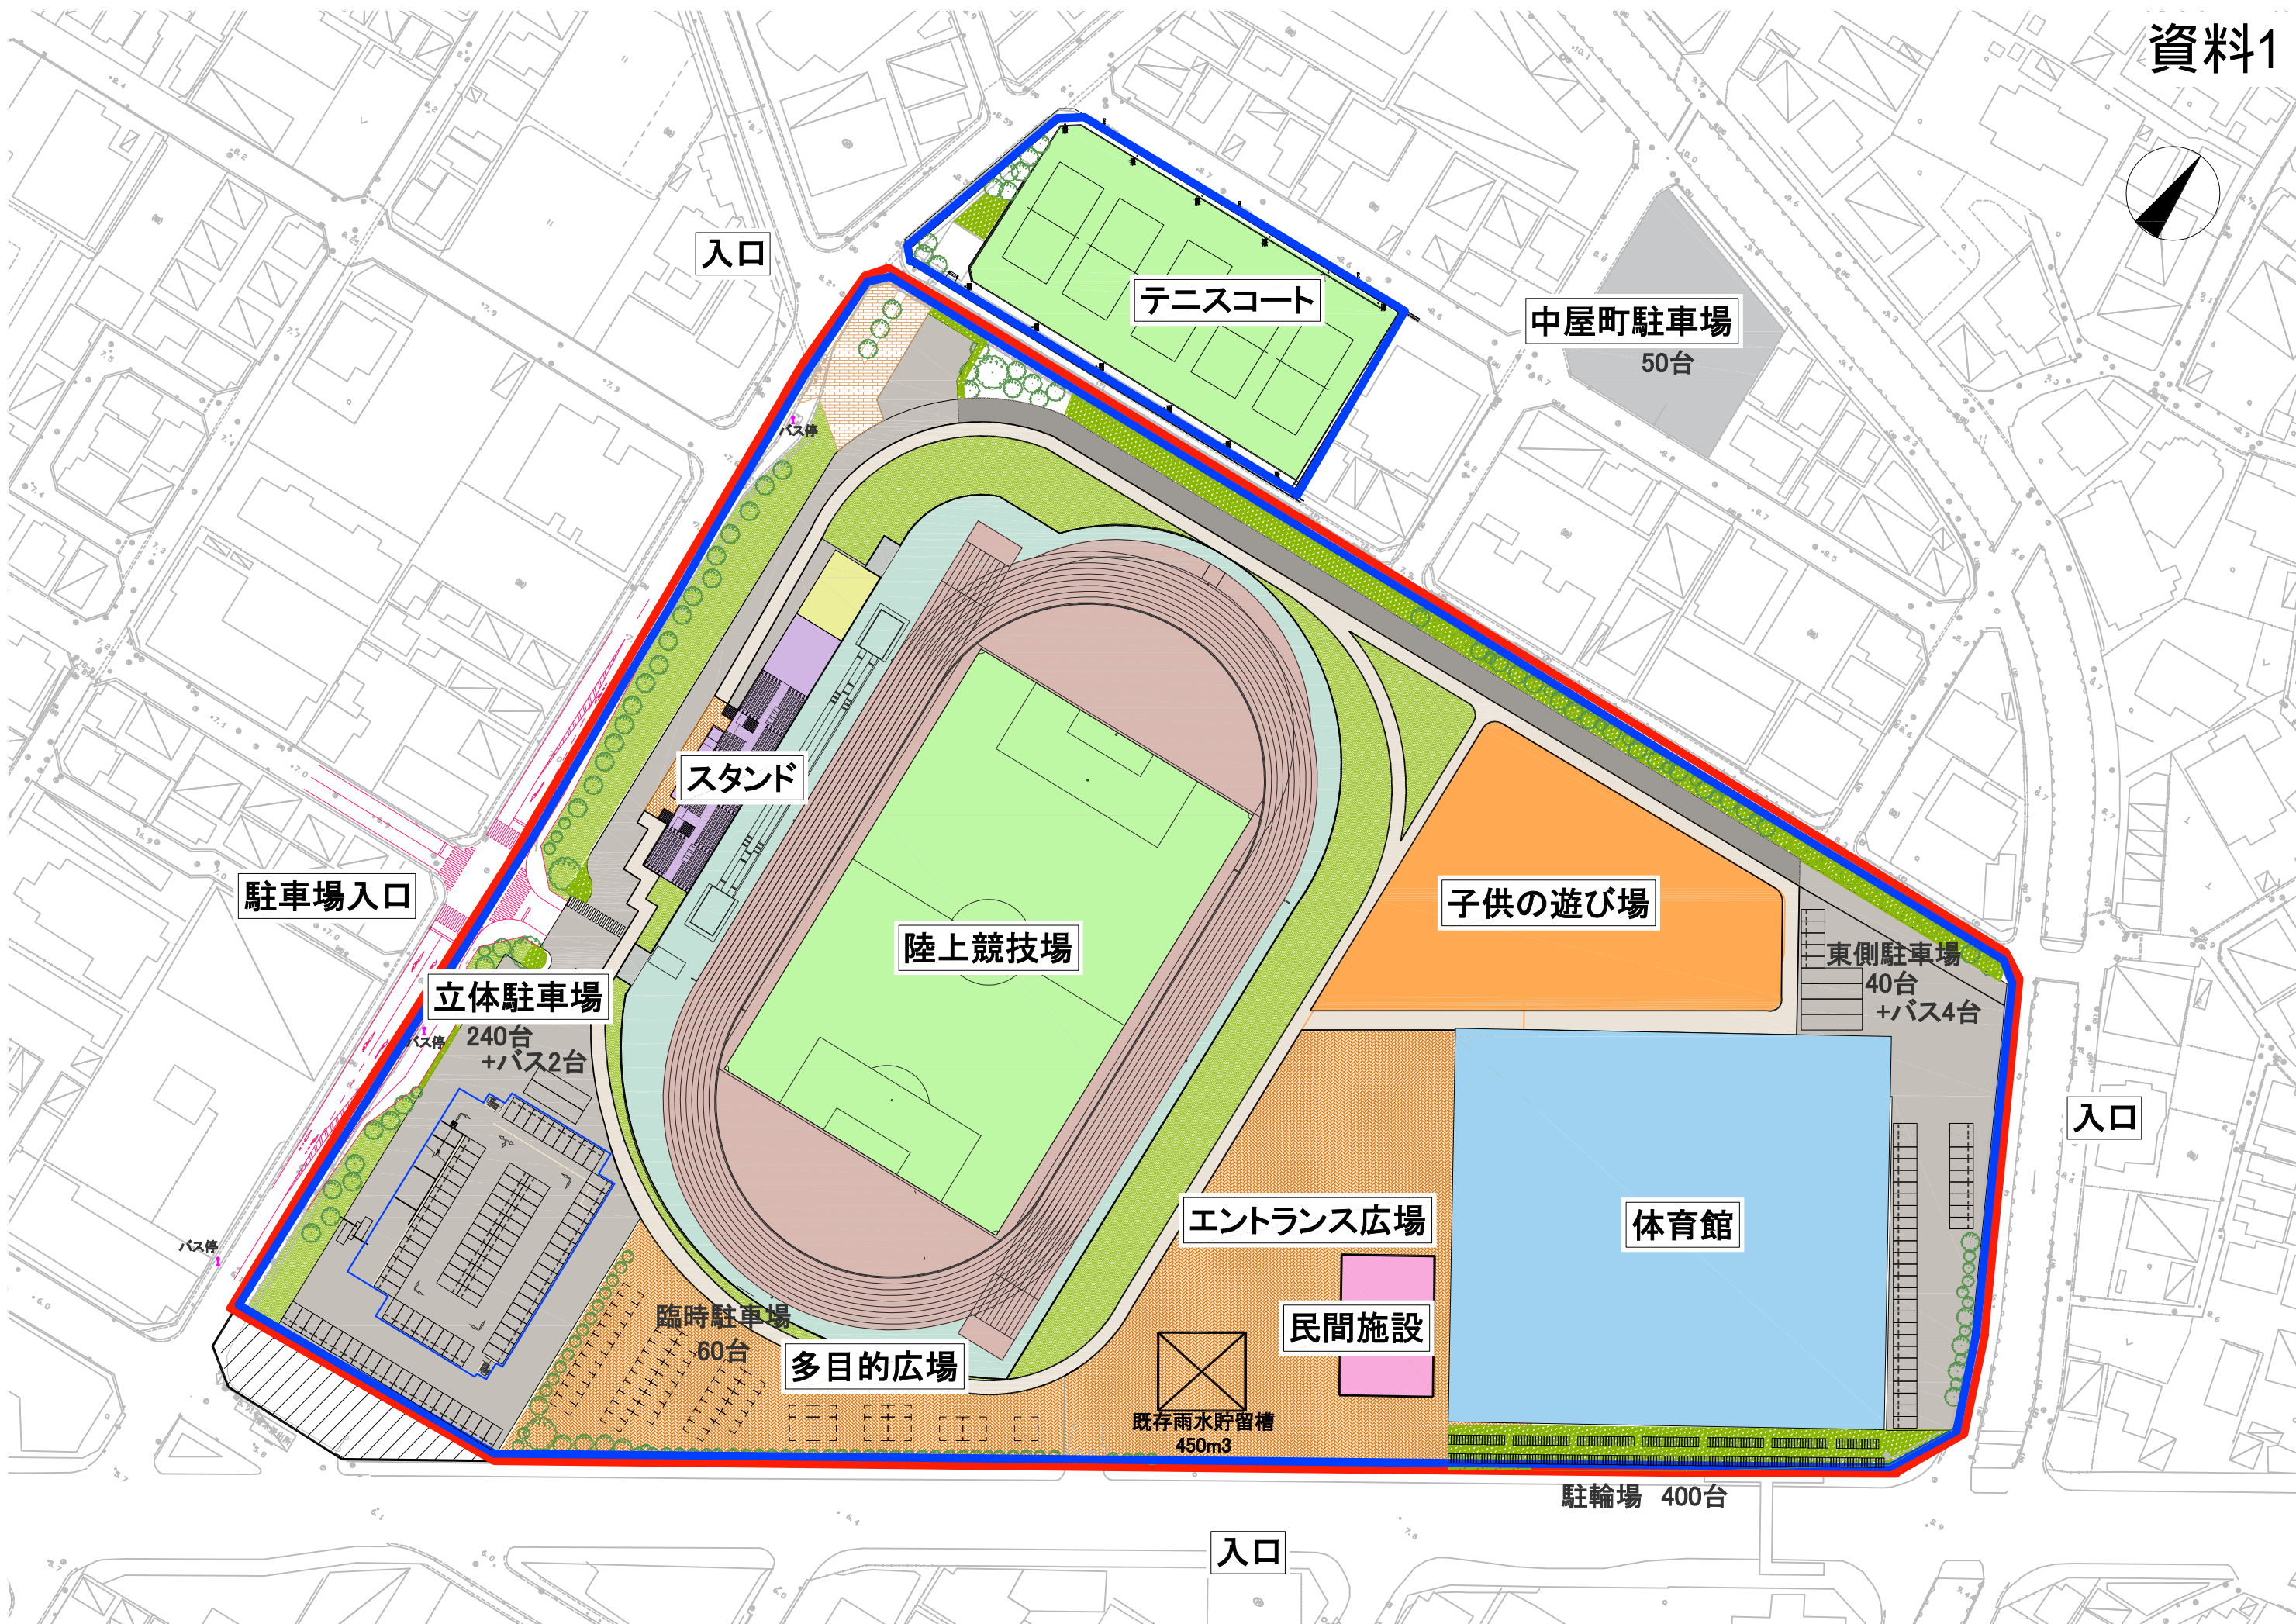 資料1
入口
テニスコート
中屋町駐車場
50台
バス停
スタンド
駐車場入口
子供の遊び場
陸上競技場
東側駐車場
40台
+バス4台
立体駐車場
240台
+バス2台
バス停
入口
エントランス広場
体育館
バス停
臨時駐車場
60台
民間施設
多目的広場
既存雨水貯留槽
450m3
駐輪場 400台
入口